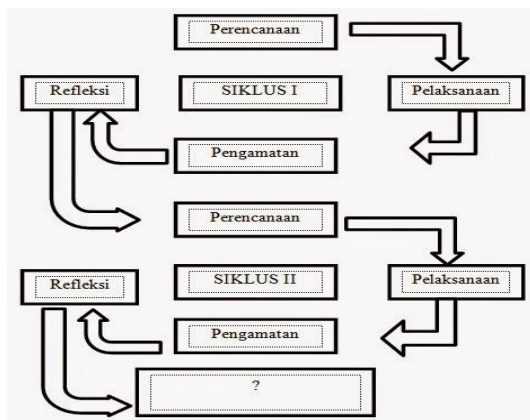 Perencanaan
Refleksi
SIKLUS I
Pelaksanaan
Pengamatan
Perencanaan
Refleksi
SIKLUS II
Pelaksanaan
Pengamatan
?